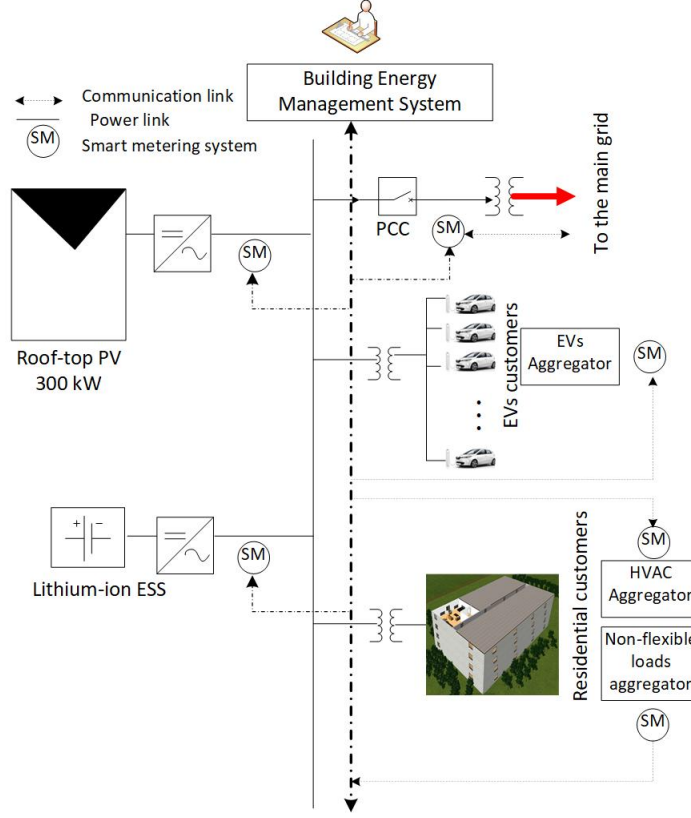 Building Energy
Management System
Communication link
Power link
SM
Smart metering system
PCC
SM
To the main grid
SM
Roof-top PV
300 kW
EVs customers
EVs
Aggregator
SM
+
−
Lithium-ion ESS
SM
Residential customers
SM
HVAC
Aggregator
Non-flexible
loads
aggregator
SM